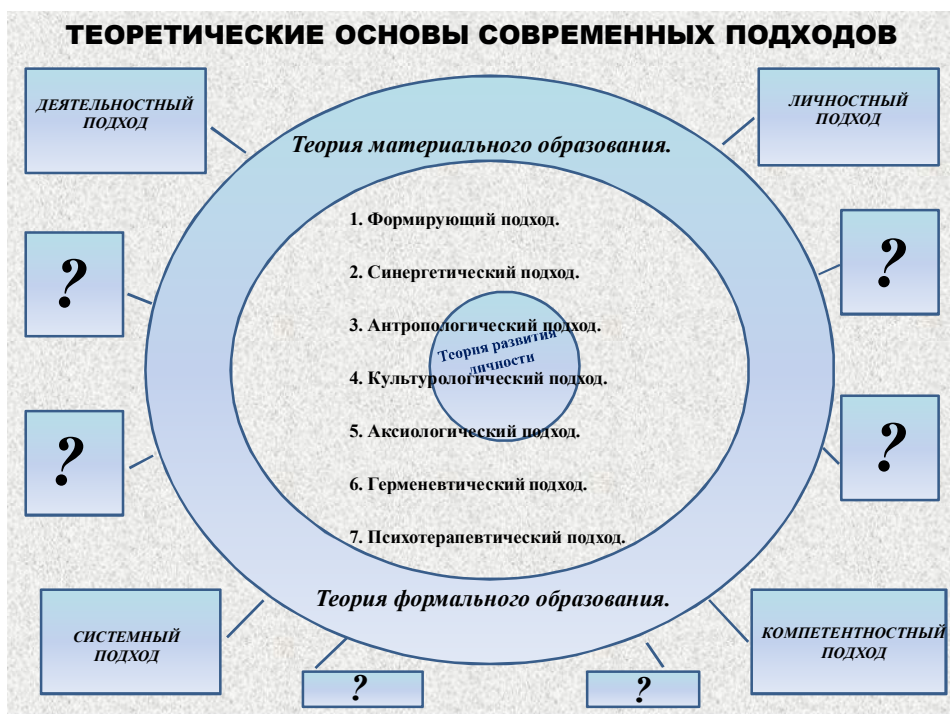 ТЕОРЕТИЧЕСКИЕ ОСНОВЫ СОВРЕМЕННЫХ ПОДХОДОВ
ДЕЯТЕЛЬНОСТНЫЙ
ПОДХОД
ЛИЧНОСТНЫЙ
ПОДХОД
Теория материального образования.
1. Формирующий подход.
2. Синергетический подход.
?
?
3. Антропологический подход.
Теория развития
личности
4. Культурологический подход.
5. Аксиологический подход.
?
?
6. Герменевтический подход.
7. Психотерапевтический подход.
Теория формального образования.
СИСТЕМНЫЙ
ПОДХОД
КОМПЕТЕНТНОСТНЫЙ
ПОДХОД
?
?